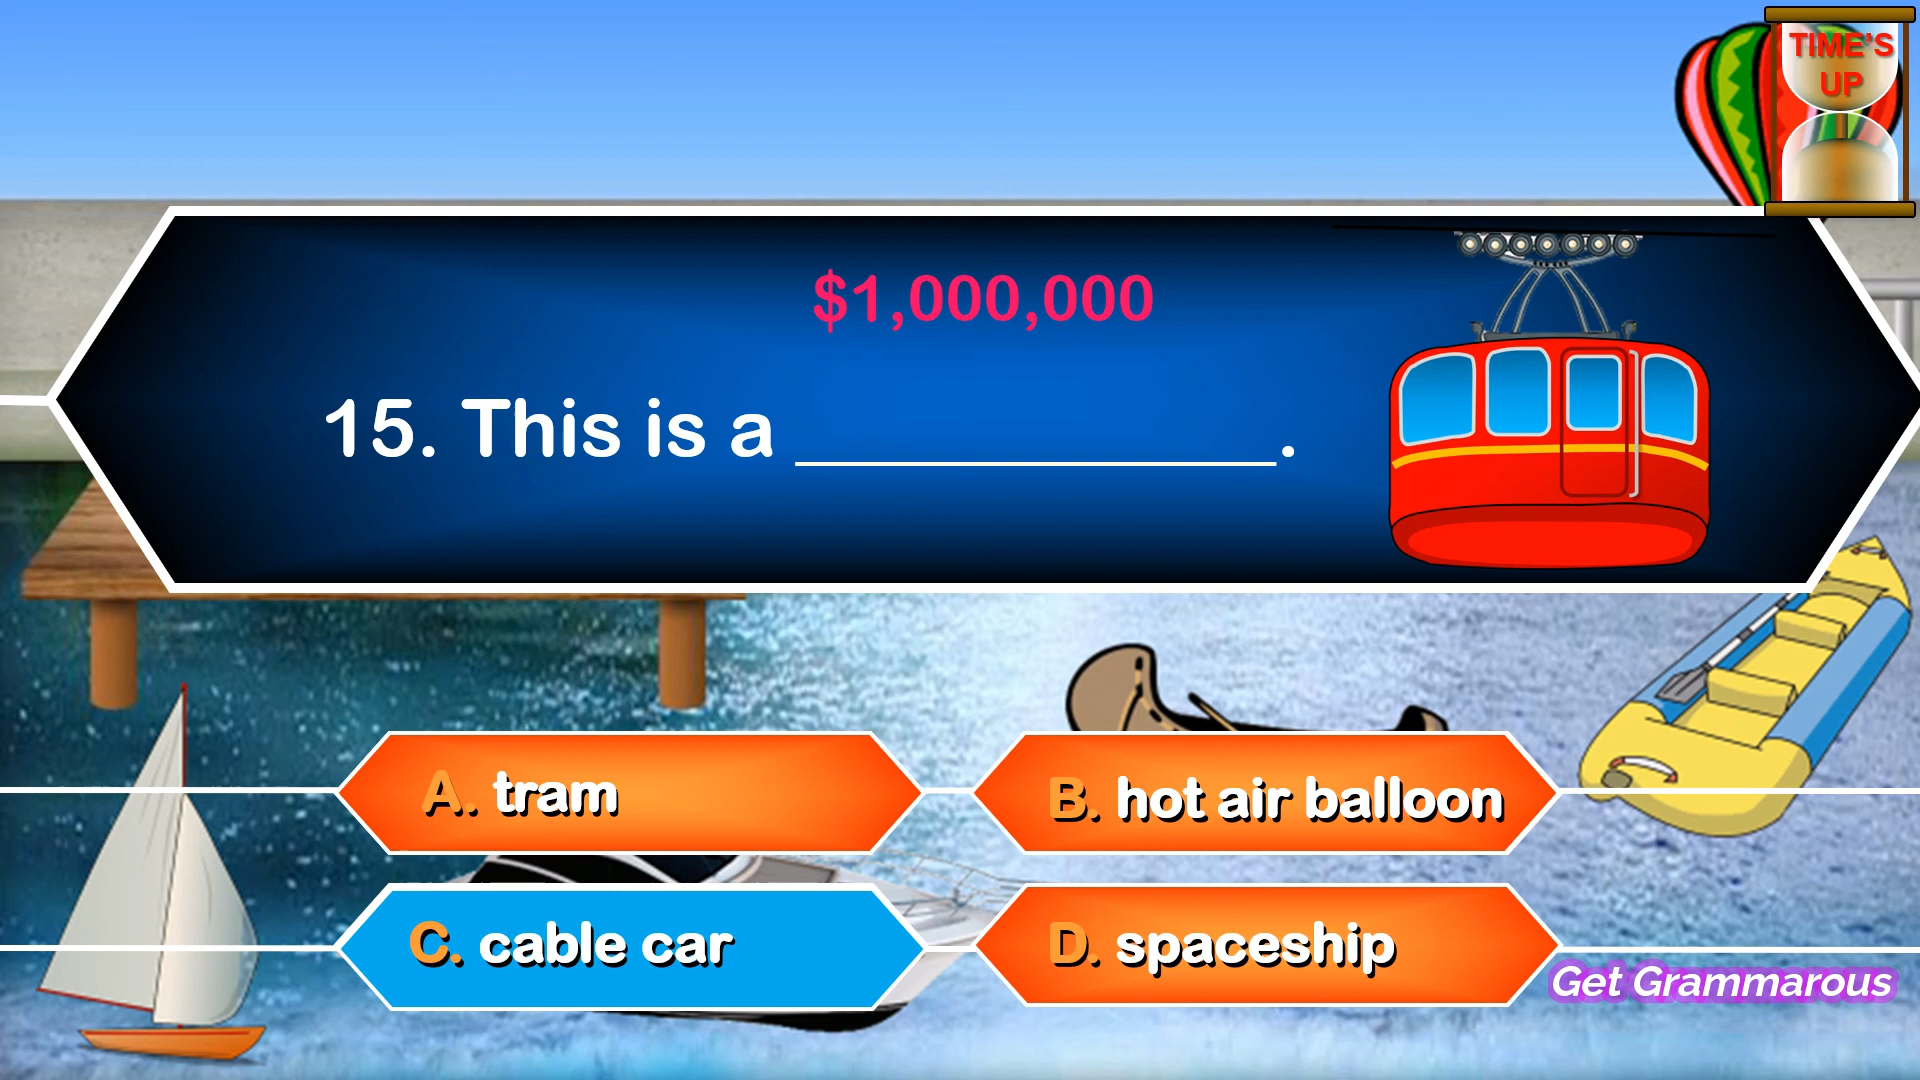 TIME'S
UP
$1,000,000
15. This is a ____________.
A. tram
B. hot air balloon
C. cable car
D. spaceship
Get Grammarous